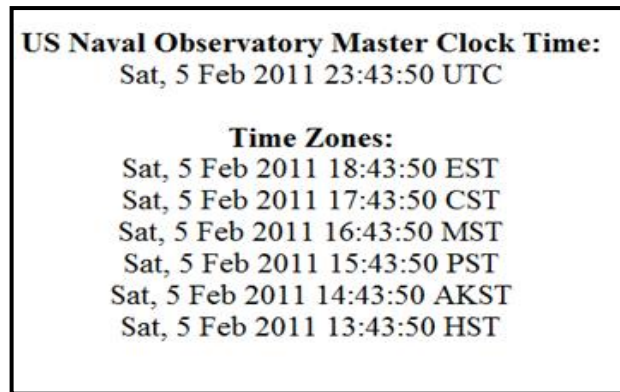 US Naval Observatory Master Clock Time:
Sat, 5 Feb 2011 23:43:50 UTC
Time Zones:
Sat, 5 Feb 2011 18:43:50 EST
Sat, 5 Feb 2011 17:43:50 CST
Sat, 5 Feb 2011 16:43:50 MST
Sat, 5 Feb 2011 15:43:50 PST
Sat, 5 Feb 2011 14:43:50 AKST
Sat, 5 Feb 2011 13:43:50 HST